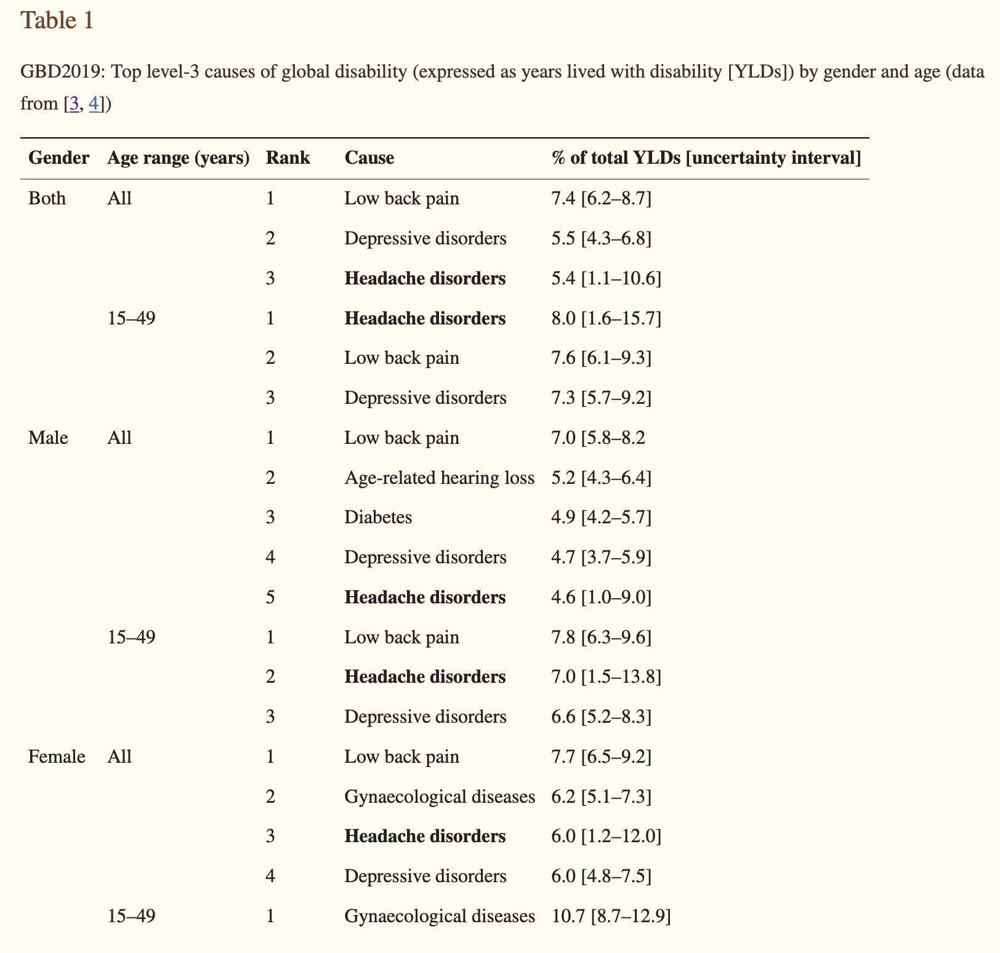 Table 1
GBD2019: Top level-3 causes of global disability (expressed as years lived with disability [YLDs]) by gender and age (data
from [3, 4])
Gender Age range (years) Rank Cause % of total YLDs [uncertainty interval]
Both All 1 Low back pain 7.4 [6.2–8.7]
2 Depressive disorders 5.5 [4.3–6.8]
3 Headache disorders 5.4 [1.1–10.6]
15–49 1 Headache disorders 8.0 [1.6–15.7]
2 Low back pain 7.6 [6.1–9.3]
3 Depressive disorders 7.3 [5.7–9.2]
Male All 1 Low back pain 7.0 [5.8–8.2
2 Age-related hearing loss 5.2 [4.3–6.4]
3 Diabetes 4.9 [4.2–5.7]
4 Depressive disorders 4.7 [3.7–5.9]
5 Headache disorders 4.6 [1.0–9.0]
15–49 1 Low back pain 7.8 [6.3–9.6]
2 Headache disorders 7.0 [1.5–13.8]
3 Depressive disorders 6.6 [5.2–8.3]
Female All 1 Low back pain 7.7 [6.5–9.2]
2 Gynaecological diseases 6.2 [5.1–7.3]
3 Headache disorders 6.0 [1.2–12.0]
4 Depressive disorders 6.0 [4.8–7.5]
15–49 1 Gynaecological diseases 10.7 [8.7–12.9]